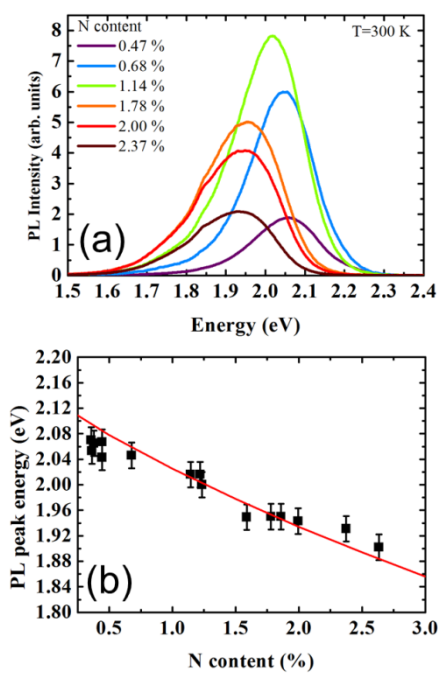 N content
T=300 K
0.47 %
0.68 %
1.14 %
1.78 %
2.00 %
2.37 %
PL Intensity (arb. units)
8
7
6
5
4
3
2
1
0
(a)
1.5 1.6 1.7 1.8 1.9 2.0 2.1 2.2 2.3 2.4
Energy (eV)
PL peak energy (eV)
2.20
2.16
2.12
2.08
2.04
2.00
1.96
1.92
1.88
1.84
1.80
(b)
0.5 1.0 1.5 2.0 2.5 3.0
N content (%)